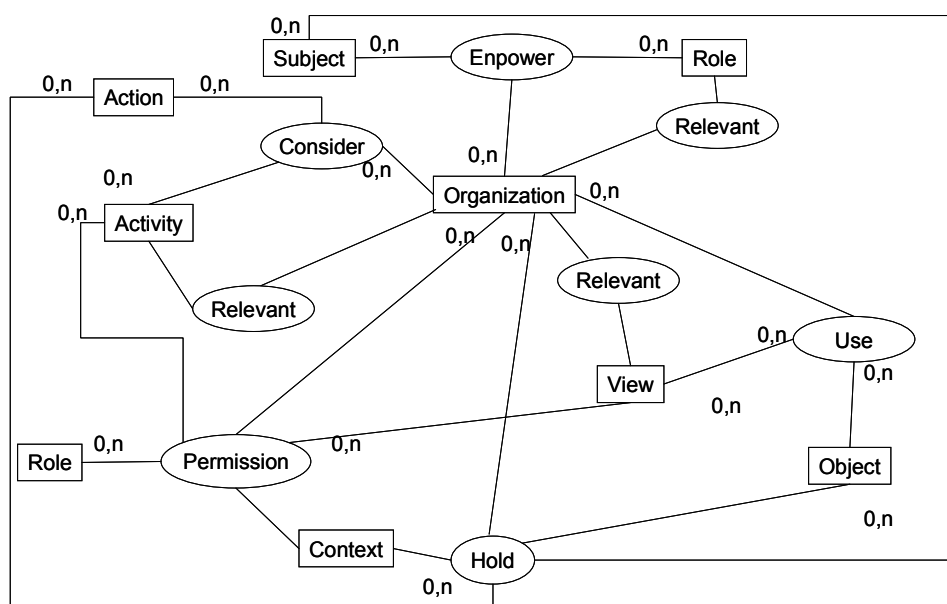 0,n
Subject
0,n
Enpower
0,n
Role
0,n
Action
0,n
Relevant
Consider
0,n
0,n
0,n
Organization
0,n
0,n
Activity
0,n
0,n
Relevant
Relevant
0,n
Use
0,n
View
0,n
Role
0,n
Permission
0,n
Object
0,n
Context
Hold
0,n